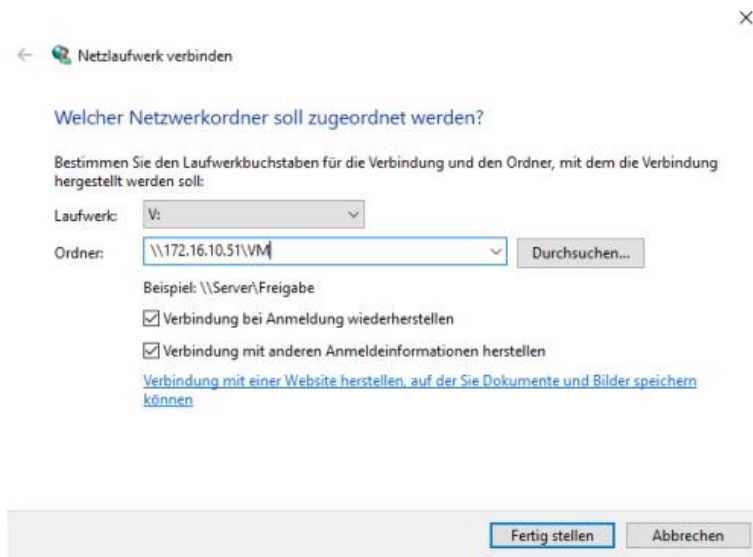 Netzlaufwerk verbinden
Welcher Netzwerkordner soll zugeordnet werden?
Bestimmen Sie den Laufwerkbuchstaben für die Verbindung und den Ordner, mit dem die Verbindung
hergestellt werden soll:
Laufwerk: V:
Ordner: \\172.16.10.51\VM Durchsuchen...
Beispiel: \\Server\Freigabe
Verbindung bei Anmeldung wiederherstellen
Verbindung mit anderen Anmeldeinformationen herstellen
Verbindung mit einer Website herstellen, auf der Sie Dokumente und Bilder speichern
können
Fertig stellen Abbrechen